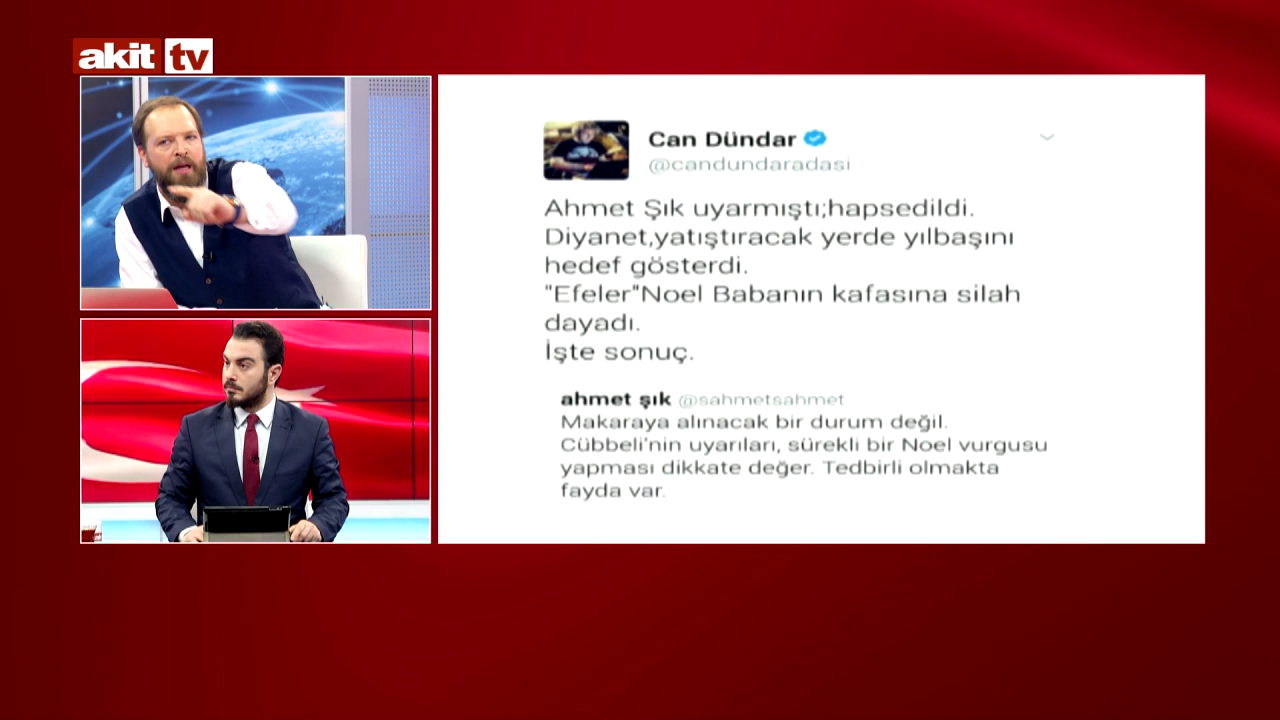 akit tv
Can Dündar
@candundaradasi
Ahmet Şık uyarmıştı;hapsedildi.
Diyanet,yatıştıracak yerde yılbaşını
hedef gösterdi.
"Efeler"Noel Babanın kafasına silah
dayadı.
İşte sonuç.
ahmet şık @sahmetsahmet
Makaraya alınacak bir durum değil.
Cübbeli'nin uyarıları, sürekli bir Noel vurgusu
yapması dikkate değer. Tedbirli olmakta
fayda var.